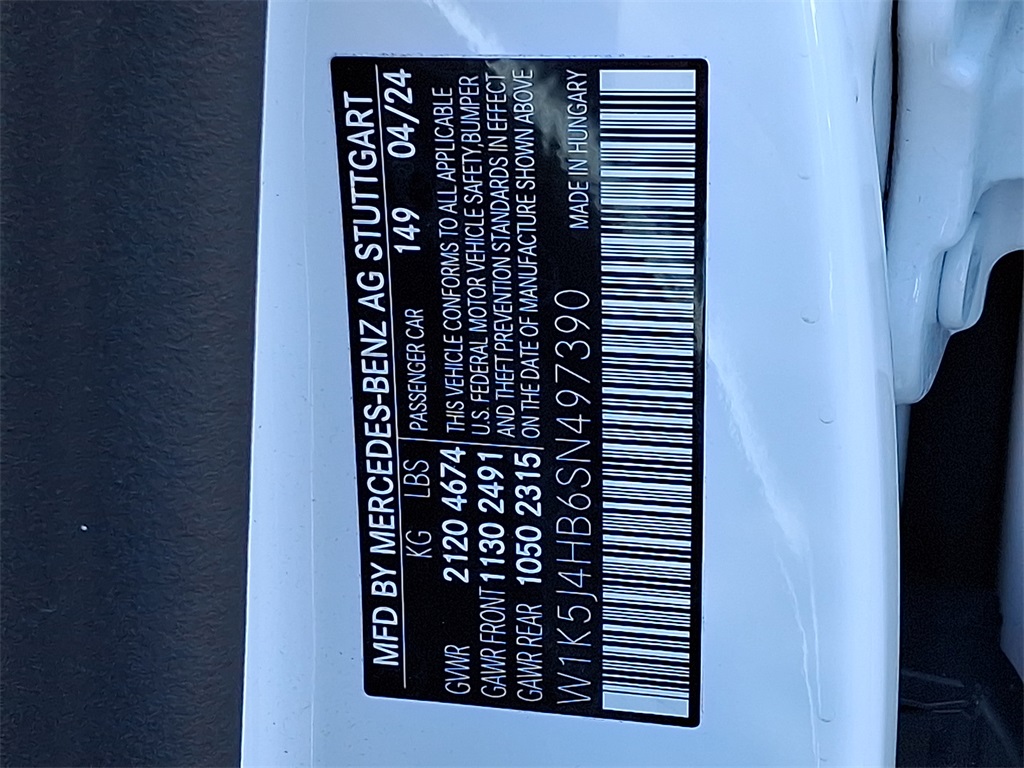 MFD BY MERCEDES-BENZ AG STUTTGART
KG LBS PASSENGER CAR 149 04/24
GVWR 2120 4674 THIS VEHICLE CONFORMS TO ALL APPLICABLE
GAWR FRONT 1130 2491 U.S. FEDERAL MOTOR VEHICLE SAFETY, BUMPER
GAWR REAR 1050 2315 AND THEFT PREVENTION STANDARDS IN EFFECT
ON THE DATE OF MANUFACTURE SHOWN ABOVE
W1K5J4HB6SN497390 MADE IN HUNGARY